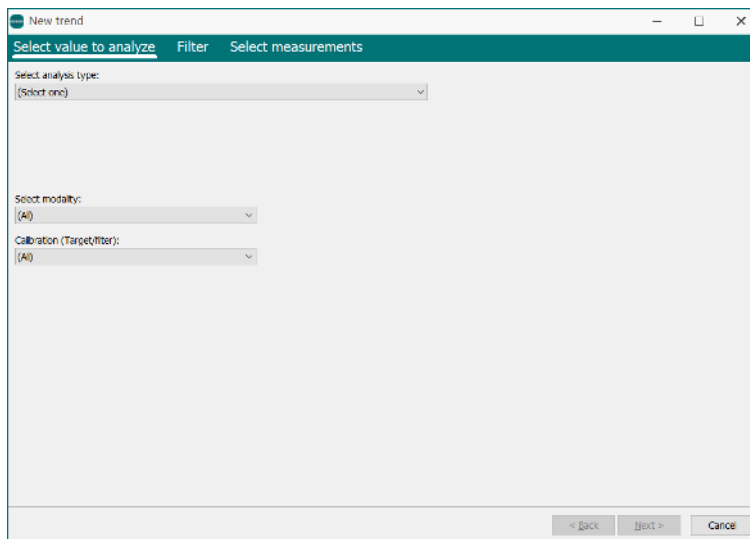 New trend
Select value to analyze Filter Select measurements
Select analysis type:
(Select one)
Select modality:
(All)
Calibration (Target/filter):
(All)
< Back Next > Cancel